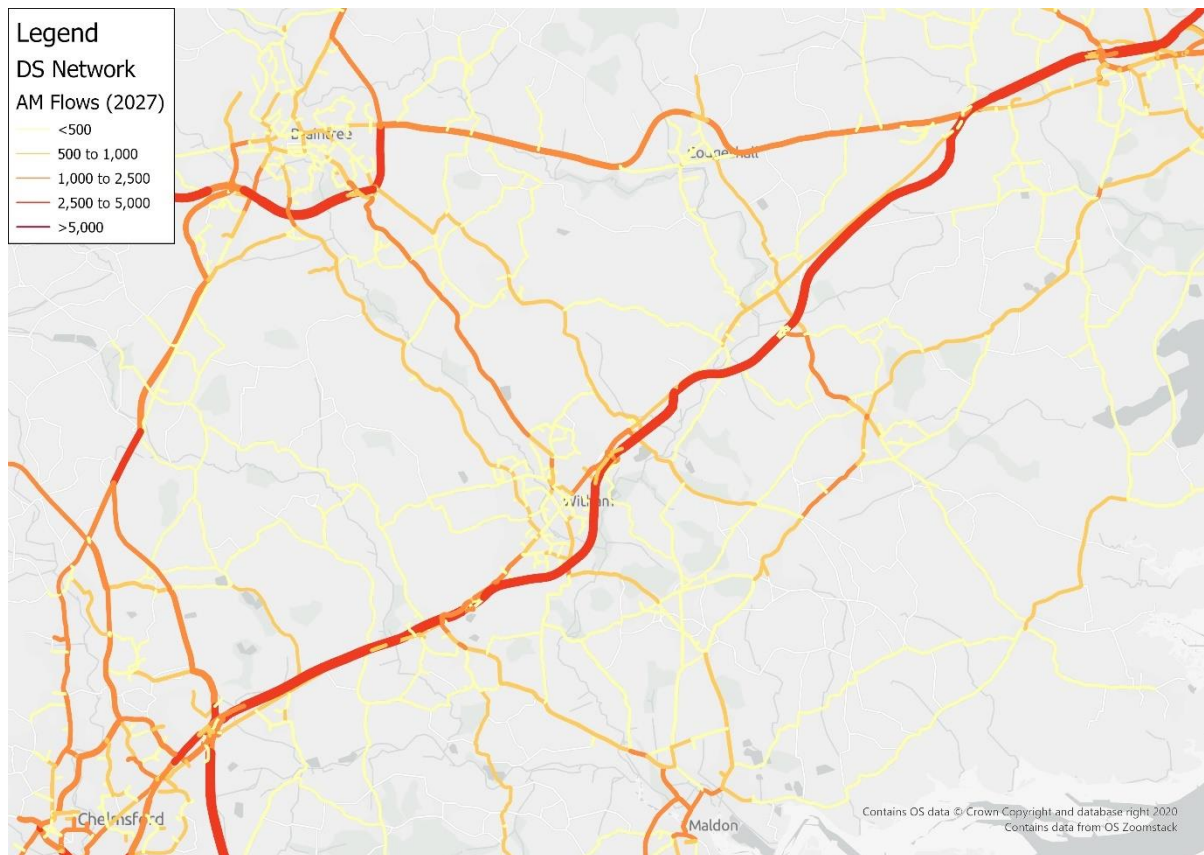 Legend
DS Network
AM Flows (2027)
<500
500 to 1,000
1,000 to 2,500
2,500 to 5,000
>5,000
Braintree
Coggeshall
Witham
Chelmsford
Maldon
Contains OS data © Crown Copyright and database right 2020
Contains data from OS Zoomstack